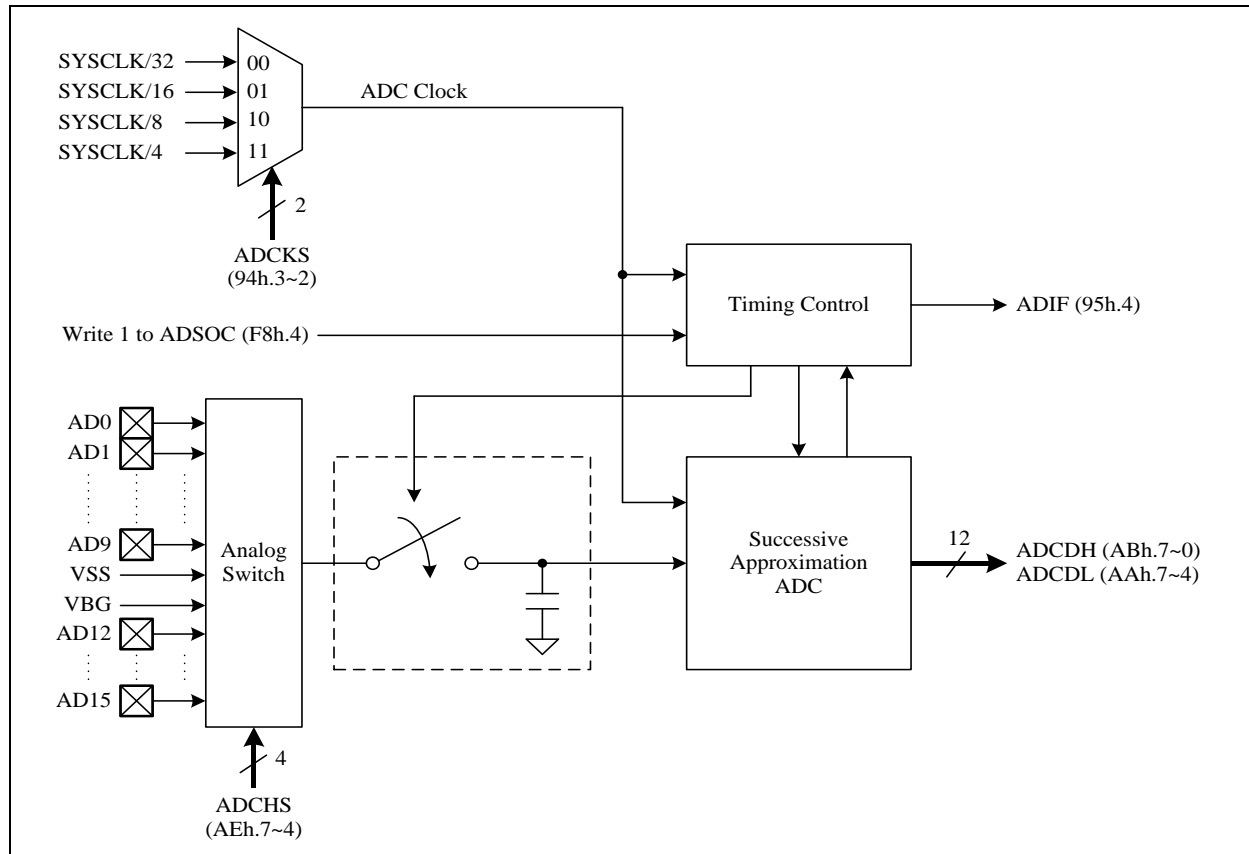 SYSCLK/32
SYSCLK/16
SYSCLK/8
SYSCLK/4
00
01
10
11
ADC Clock
2
ADCKS
(94h.3~2)
Write 1 to ADSOC (F8h.4)
Timing Control
ADIF (95h.4)
AD0
AD1
AD9
VSS
VBG
AD12
AD15
Analog
Switch
4
ADCHS
(AEh.7~4)
Successive
Approximation
ADC
12
ADCDH (ABh.7~0)
ADCDL (AAh.7~4)